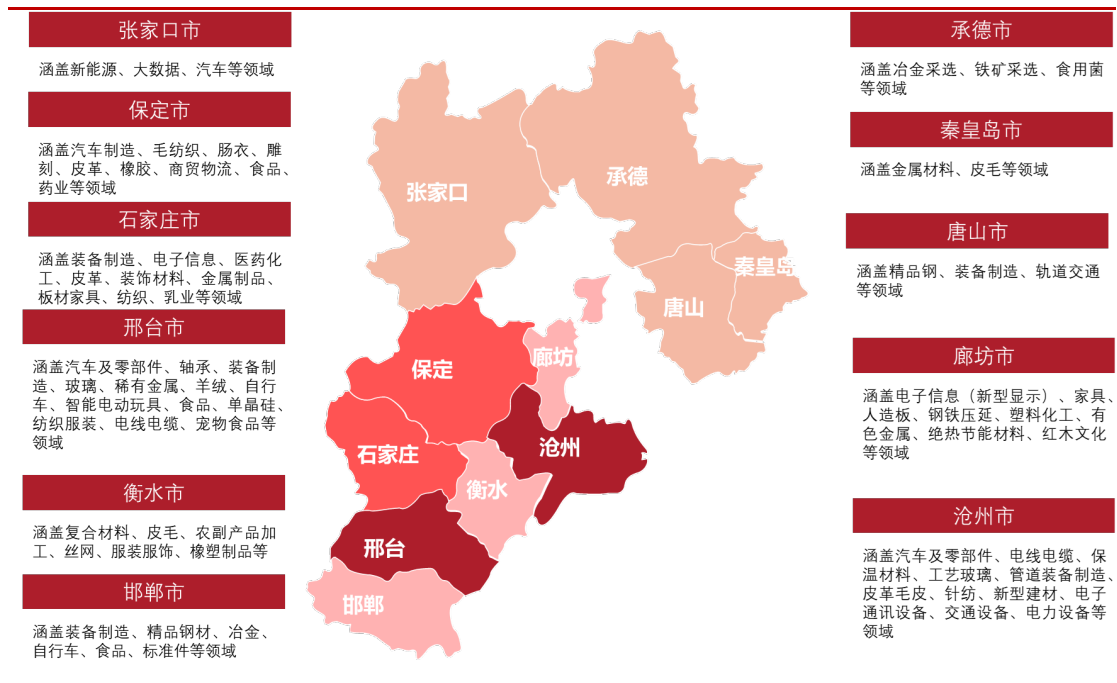 张家口市
涵盖新能源、大数据、汽车等领域
保定市
涵盖汽车制造、毛纺织、肠衣、雕
刻、皮革、橡胶、商贸物流、食品、
药业等领域
石家庄市
涵盖装备制造、电子信息、医药化
工、皮革、装饰材料、金属制品、
板材家具、纺织、乳业等领域
邢台市
涵盖汽车及零部件、轴承、装备制
造、玻璃、稀有金属、羊绒、自行
车、智能电动玩具、食品、单晶硅、
纺织服装、电线电缆、宠物食品等
领域
衡水市
涵盖复合材料、皮毛、农副产品加
工、丝网、服装服饰、橡塑制品等
邯郸市
涵盖装备制造、精品钢材、冶金、
自行车、食品、标准件等领域
张家口
承德
秦皇岛
唐山
廊坊
保定
沧州
石家庄
衡水
邢台
邯郸
承德市
涵盖冶金采选、铁矿采选、食用菌
等领域
秦皇岛市
涵盖金属材料、皮毛等领域
唐山市
涵盖精品钢、装备制造、轨道交通
等领域
廊坊市
涵盖电子信息（新型显示）、家具、
人造板、钢铁压延、塑料化工、有
色金属、绝热节能材料、红木文化
等领域
沧州市
涵盖汽车及零部件、电线电缆、保
温材料、工艺玻璃、管道装备制造、
皮革毛皮、针纺、新型建材、电子
通讯设备、交通设备、电力设备等
领域